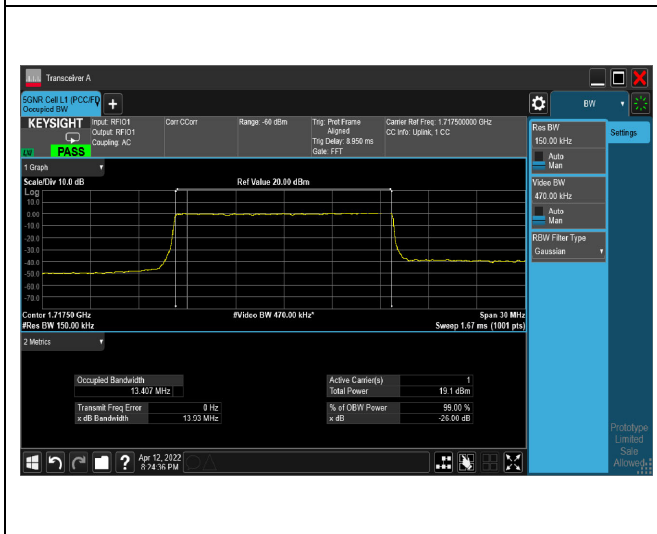 Transceiver A
5GNR Cell L1 (PCC/FD
Occupied BW
KEYSIGHT
Input: RFIO1
Output: RFIO1
Coupling: AC
Corr CCorr
Range: -60 dBm
Trig: Prot Frame
Aligned
Trig Delay: 8.950 ms
Gate: FFT
Carrier Ref Freq: 1.717500000 GHz
CC Info: Uplink, 1 CC
PASS
BW
Res BW
150.00 kHz
Auto
Man
Settings
Video BW
470.00 kHz
Auto
Man
RBW Filter Type
Gaussian
1 Graph
Scale/Div 10.0 dB
Ref Value 20.00 dBm
Log
10.0
0.00
-10.0
-20.0
-30.0
-40.0
-50.0
-60.0
-70.0
Center 1.71750 GHz
#Video BW 470.00 kHz*
Span 30 MHz
#Res BW 150.00 kHz
Sweep 1.67 ms (1001 pts)
2 Metrics
Occupied Bandwidth
13.407 MHz
Active Carrier(s) 1
Total Power 19.1 dBm
Transmit Freq Error 0 Hz
x dB Bandwidth 13.93 MHz
% of OBW Power 99.00 %
x dB -26.00 dB
Prototype
Limited
Sale
Allowed
Apr 12, 2022
8:24:36 PM